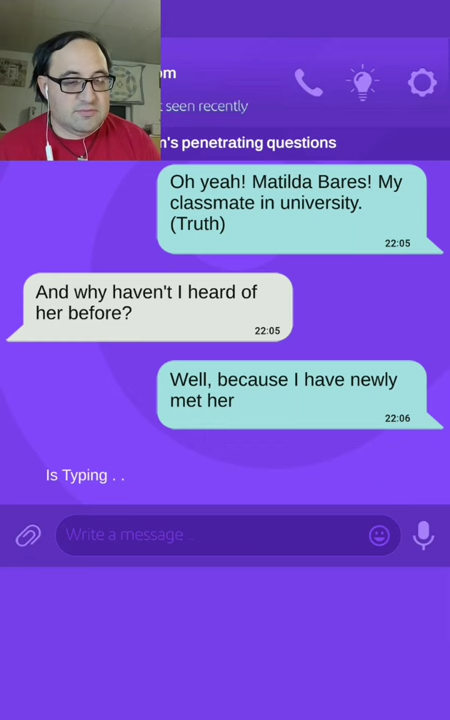 om
t seen recently
n's penetrating questions
Oh yeah! Matilda Bares! My
classmate in university.
(Truth)
22:05
And why haven't I heard of
her before?
22:05
Well, because I have newly
met her
22:06
Is Typing . .
Write a message ..